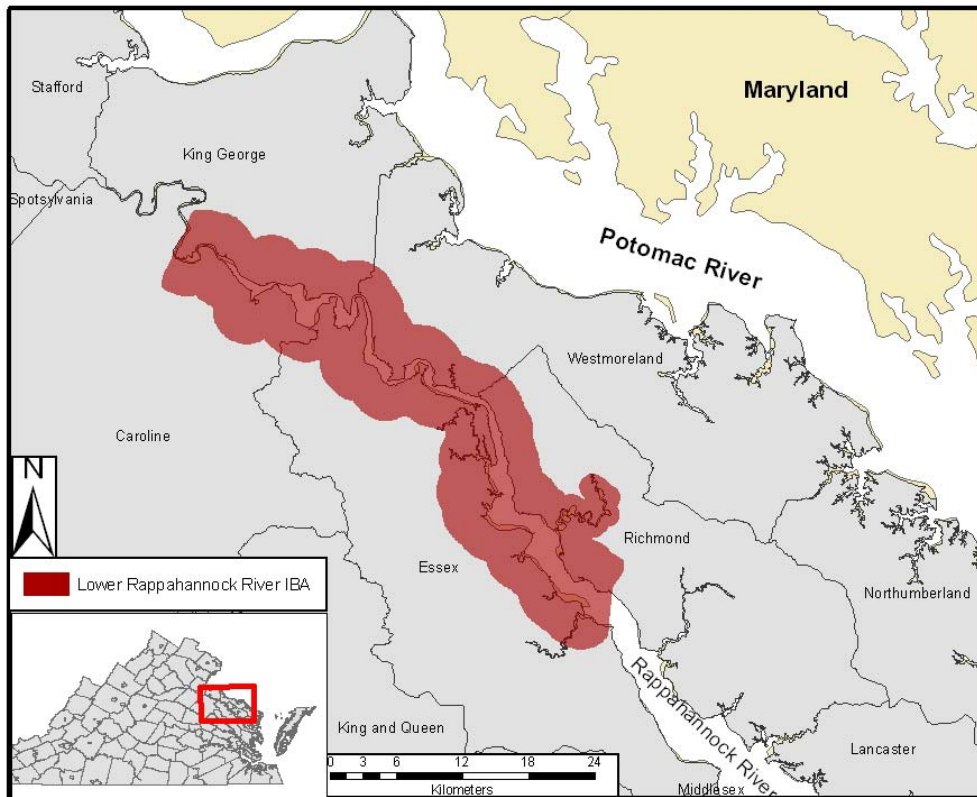 Stafford
Maryland
King George
Spotsylvania
Potomac River
Westmoreland
Caroline
N
Richmond
Essex
Lower Rappahannock River IBA
Northumberland
Rappahannock River
King and Queen
Lancaster
0 3 6 12 18 24
Kilometers
Middlesex